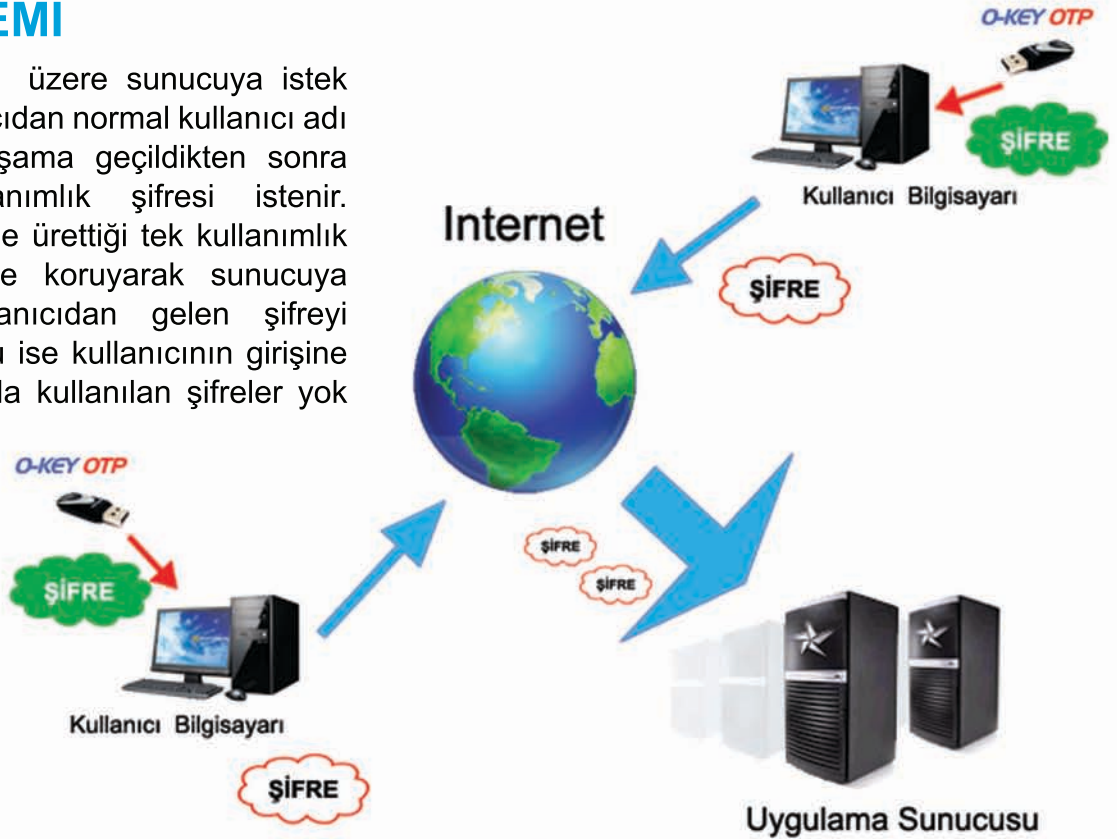 EMI
üzere sunucuya istek
cıdan normal kullanıcı adı
şama geçildikten sonra
anımlık şifresi istenir.
e ürettiği tek kullanımlık
e koruyarak sunucuya
anıcıdan gelen şifreyi
u ise kullanıcının girişine
da kullanılan şifreler yok
O-KEY OTP
ŞİFRE
Kullanıcı Bilgisayarı
Internet
ŞİFRE
O-KEY OTP
ŞİFRE
Kullanıcı Bilgisayarı
ŞİFRE
ŞİFRE
ŞİFRE
Uygulama Sunucusu